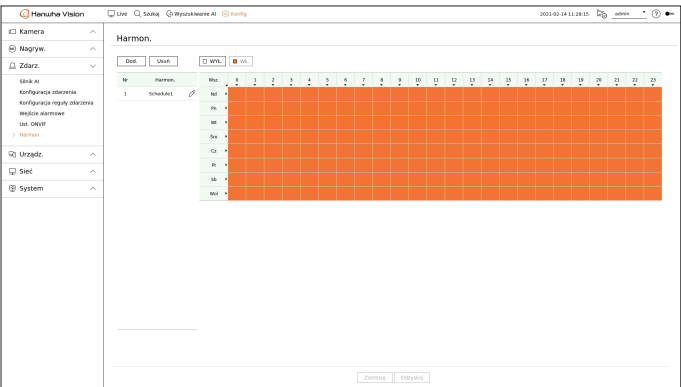 Hanwha Vision
Live Szukaj Wyszukiwanie AI Konfig
2021-02-14 11:28:15 admin ?
Kamera
Nagryw.
Zdarz.
Silnik AI
Konfiguracja zdarzenia
Konfiguracja reguły zdarzenia
Wejście alarmowe
Ust. ONVIF
Harmon.
Urządz.
Sieć
System
Harmon.
Dod. Usuń WYŁ. WŁ.
Nr Harmon.
1 Schedule1
Wsz. 0 1 2 3 4 5 6 7 8 9 10 11 12 13 14 15 16 17 18 19 20 21 22 23
Nd
Pn
Wt
Śro
Cz
Pt
Sb
Wol
Zastosuj Odzyskaj